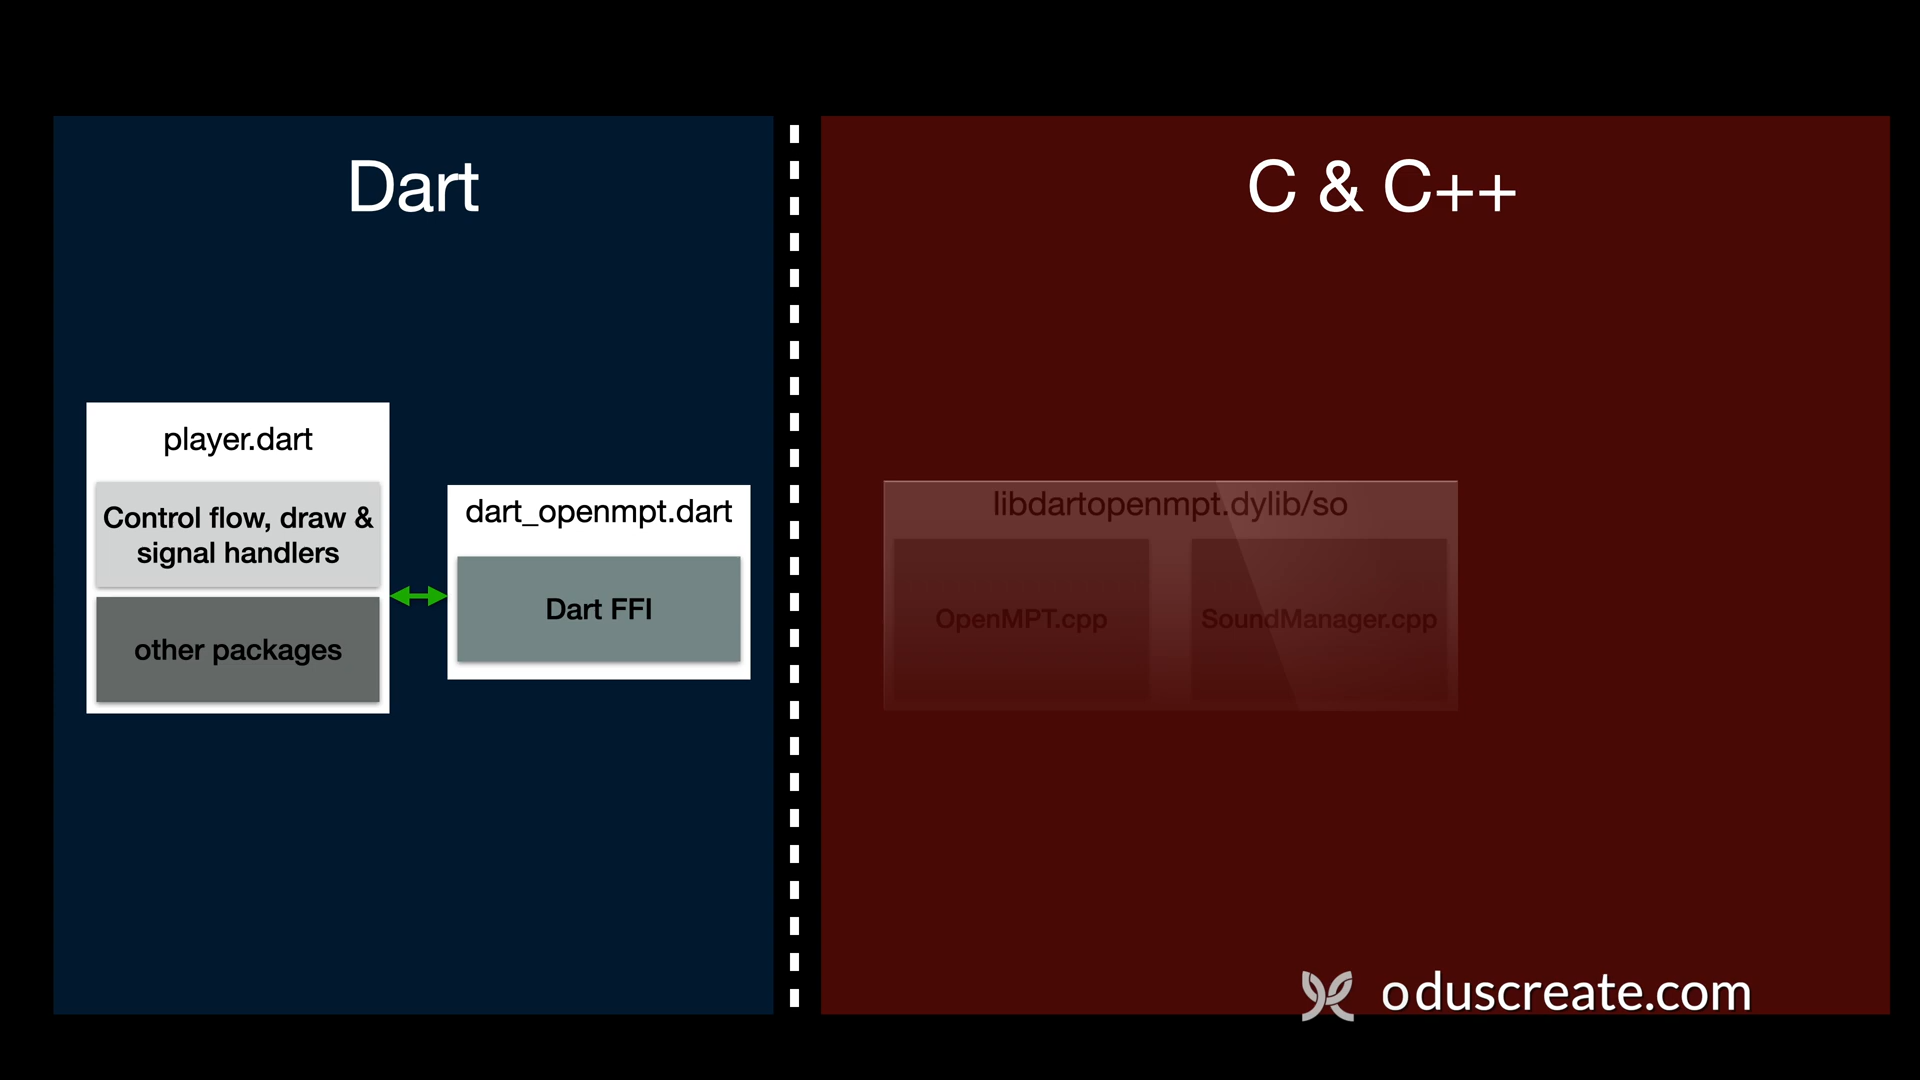 Dart
C & C++
player.dart
Control flow, draw &
signal handlers
other packages
dart_openmpt.dart
Dart FFI
libdartopenmpt.dylib/so
OpenMPT.cpp
SoundManager.cpp
oduscreate.com